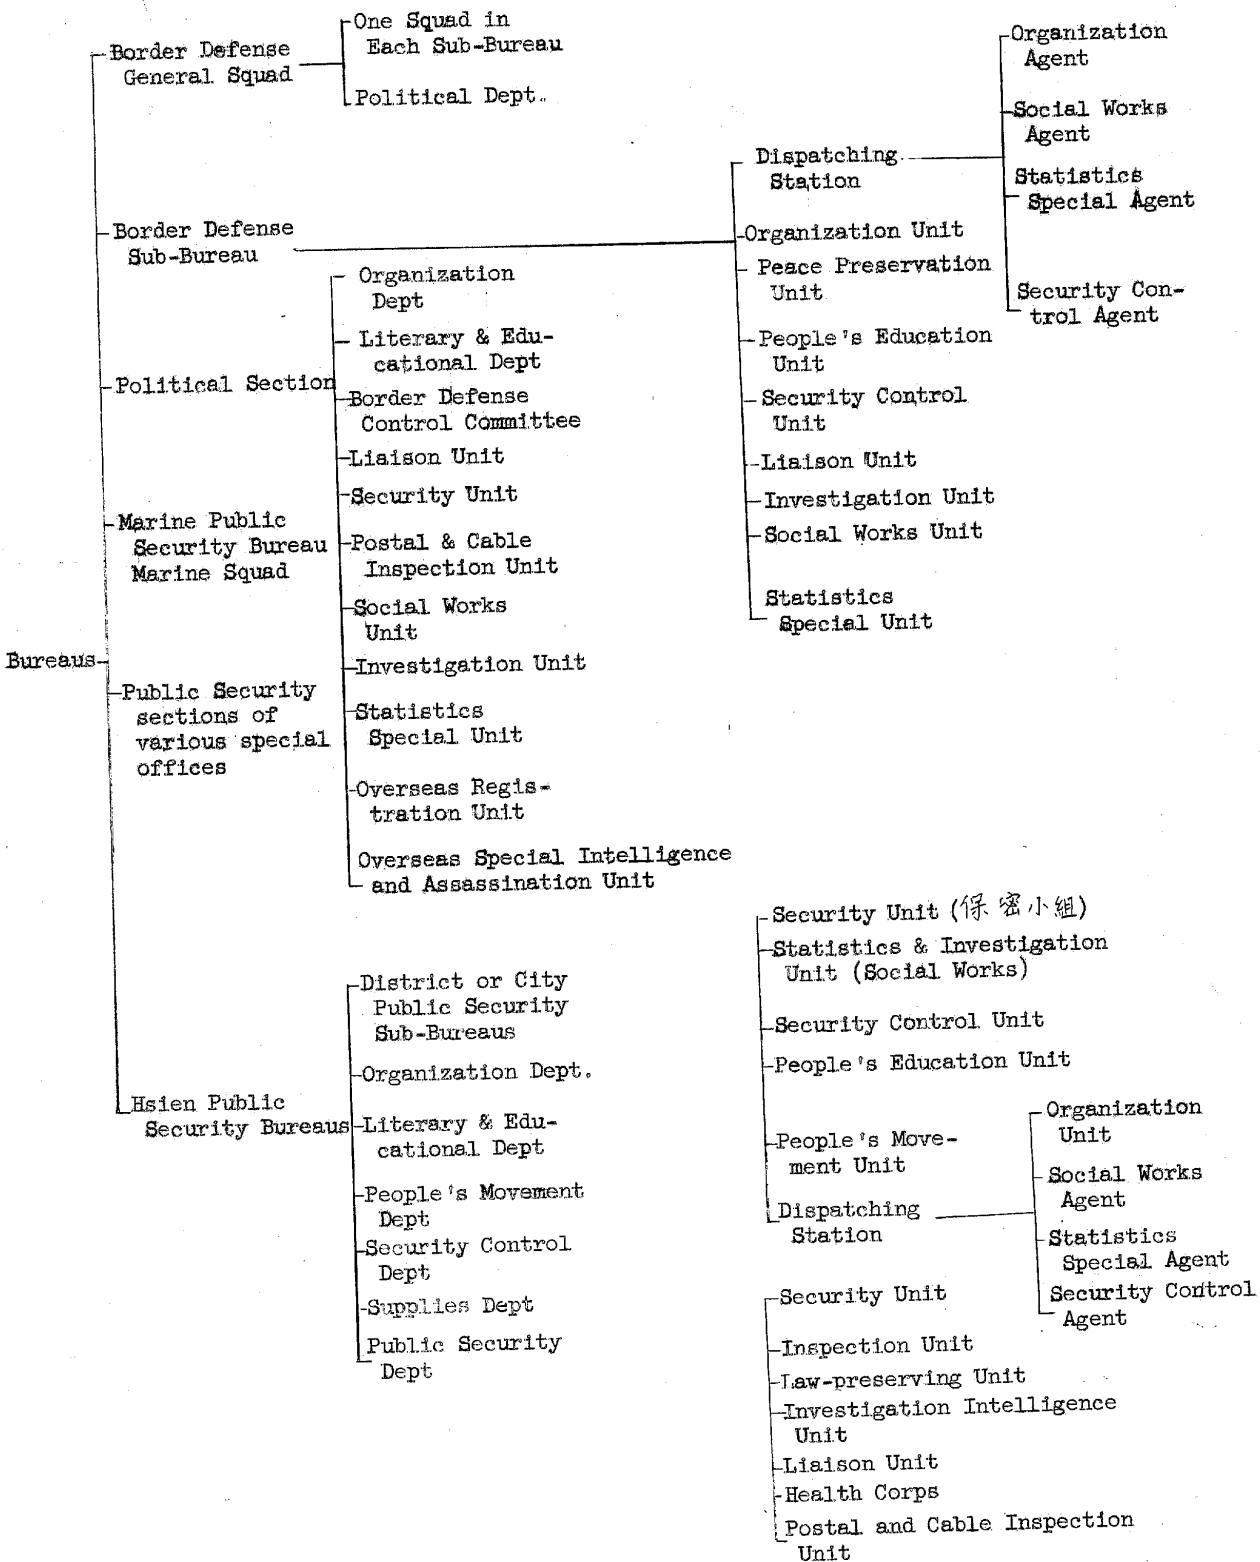 Bureaus
Border Defense
General Squad
One Squad in
Each Sub-Bureau
Political Dept.
Border Defense
Sub-Bureau
Dispatching
Station
Organization
Agent
Social Works
Agent
Statistics
Special Agent
Security Con-
trol Agent
Organization Unit
Peace Preservation
Unit
People's Education
Unit
Security Control
Unit
Liaison Unit
Investigation Unit
Social Works Unit
Statistics
Special Unit
Political Section
Organization
Dept
Literary & Edu-
cational Dept
Border Defense
Control Committee
Liaison Unit
Security Unit
Postal & Cable
Inspection Unit
Social Works
Unit
Investigation Unit
Statistics
Special Unit
Overseas Regis-
tration Unit
Overseas Special Intelligence
and Assassination Unit
Marine Public
Security Bureau
Marine Squad
Public Security
sections of
various special
offices
Hsien Public
Security Bureaus
District or City
Public Security
Sub-Bureaus
Organization Dept.
Literary & Edu-
cational Dept
People's Movement
Dept
Security Control
Dept
Supplies Dept
Public Security
Dept
Security Unit (保密小組)
Statistics & Investigation
Unit (Social Works)
Security Control Unit
People's Education Unit
People's Move-
ment Unit
Dispatching
Station
Organization
Unit
Social Works
Agent
Statistics
Special Agent
Security Control
Agent
Security Unit
Inspection Unit
Law-preserving Unit
Investigation Intelligence
Unit
Liaison Unit
Health Corps
Postal and Cable Inspection
Unit